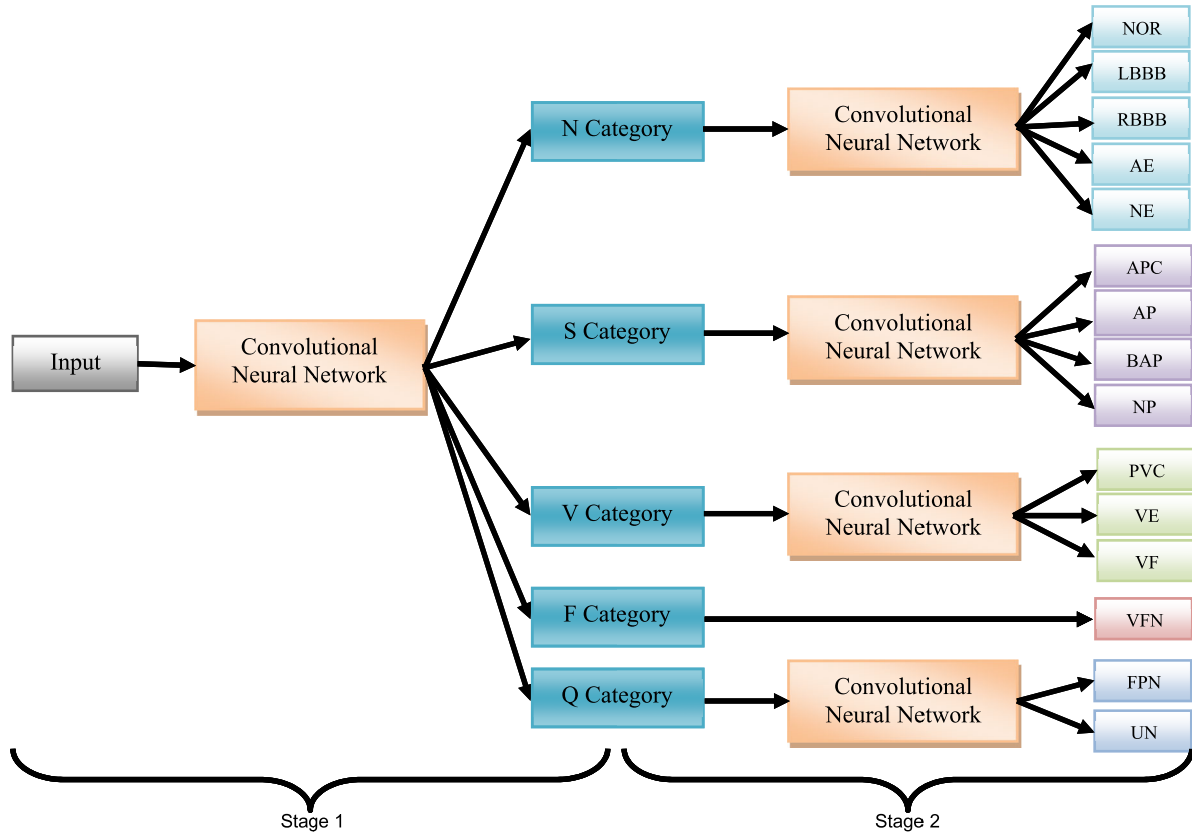 Input
Convolutional
Neural Network
N Category
S Category
V Category
F Category
Q Category
Convolutional
Neural Network
Convolutional
Neural Network
Convolutional
Neural Network
Convolutional
Neural Network
NOR
LBBB
RBBB
AE
NE
APC
AP
BAP
NP
PVC
VE
VF
VFN
FPN
UN
Stage 1
Stage 2